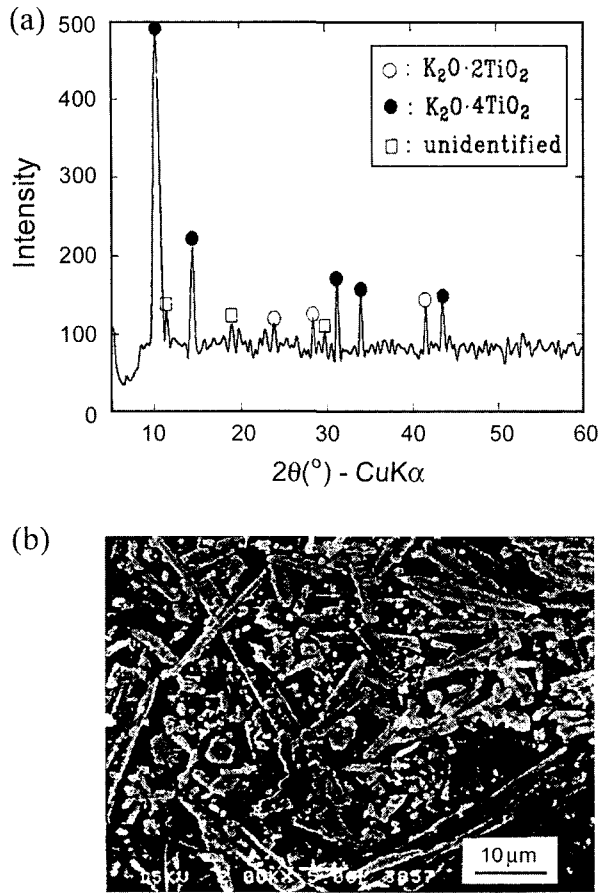 (a)
500
400
300
200
100
0
Intensity
○ : K₂O·2TiO₂
● : K₂O·4TiO₂
□ : unidentified
10 20 30 40 50 60
2θ(°) - CuKα
(b)
10μm